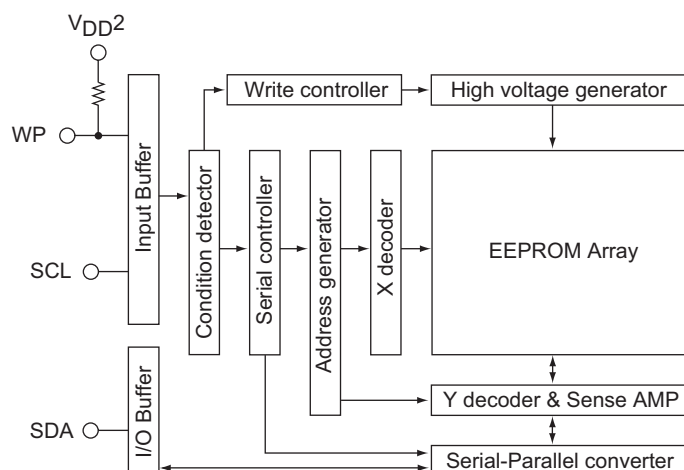 VDD2
Write controller
High voltage generator
WP
Input Buffer
Condition detector
Serial controller
Address generator
X decoder
EEPROM Array
SCL
I/O Buffer
Y decoder & Sense AMP
SDA
Serial-Parallel converter